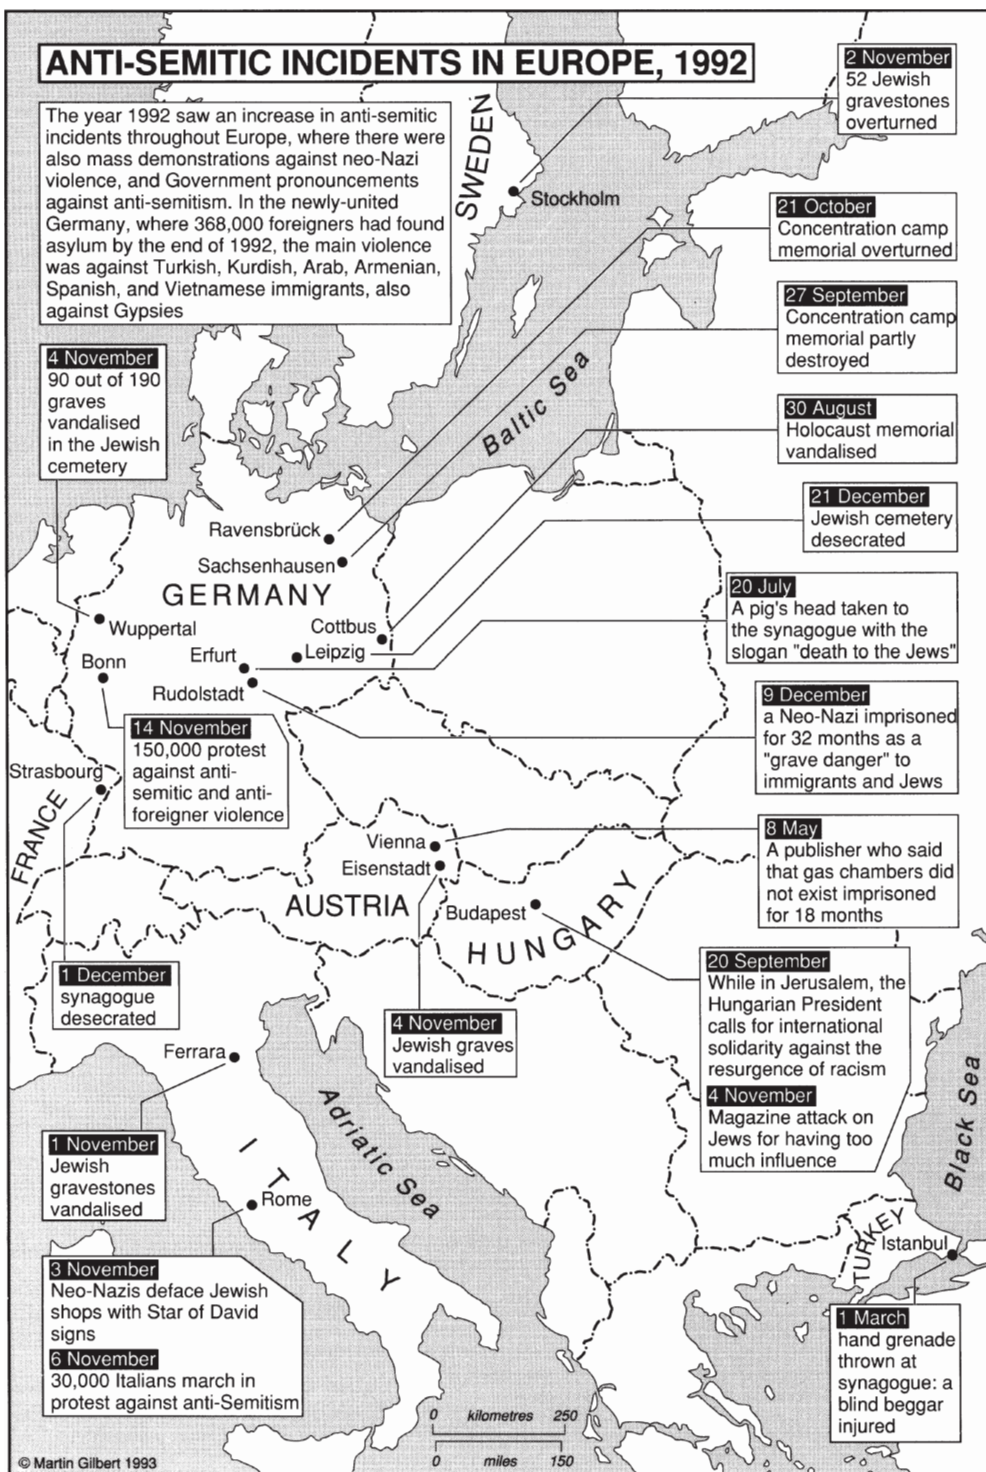 ANTI-SEMITIC INCIDENTS IN EUROPE, 1992
The year 1992 saw an increase in anti-semitic
incidents throughout Europe, where there were
also mass demonstrations against neo-Nazi
violence, and Government pronouncements
against anti-semitism. In the newly-united
Germany, where 368,000 foreigners had found
asylum by the end of 1992, the main violence
was against Turkish, Kurdish, Arab, Armenian,
Spanish, and Vietnamese immigrants, also
against Gypsies
2 November
52 Jewish
gravestones
overturned
SWEDEN
Stockholm
21 October
Concentration camp
memorial overturned
27 September
Concentration camp
memorial partly
destroyed
4 November
90 out of 190
graves
vandalised
in the Jewish
cemetery
Baltic Sea
30 August
Holocaust memorial
vandalised
21 December
Jewish cemetery
desecrated
Ravensbrück
Sachsenhausen
GERMANY
20 July
A pig's head taken to
the synagogue with the
slogan "death to the Jews"
Wuppertal
Cottbus
Leipzig
Erfurt
Bonn
Rudolstadt
9 December
a Neo-Nazi imprisoned
for 32 months as a
"grave danger" to
immigrants and Jews
14 November
150,000 protest
against anti-
semitic and anti-
foreigner violence
Strasbourg
FRANCE
Vienna
Eisenstadt
8 May
A publisher who said
that gas chambers did
not exist imprisoned
for 18 months
AUSTRIA
Budapest
HUNGARY
20 September
While in Jerusalem, the
Hungarian President
calls for international
solidarity against the
resurgence of racism
4 November
Magazine attack on
Jews for having too
much influence
1 December
synagogue
desecrated
4 November
Jewish graves
vandalised
Ferrara
Adriatic Sea
Black Sea
1 November
Jewish
gravestones
vandalised
ITALY
Rome
TURKEY
Istanbul
3 November
Neo-Nazis deface Jewish
shops with Star of David
signs
6 November
30,000 Italians march in
protest against anti-Semitism
1 March
hand grenade
thrown at
synagogue: a
blind beggar
injured
0 kilometres 250
0 miles 150
© Martin Gilbert 1993